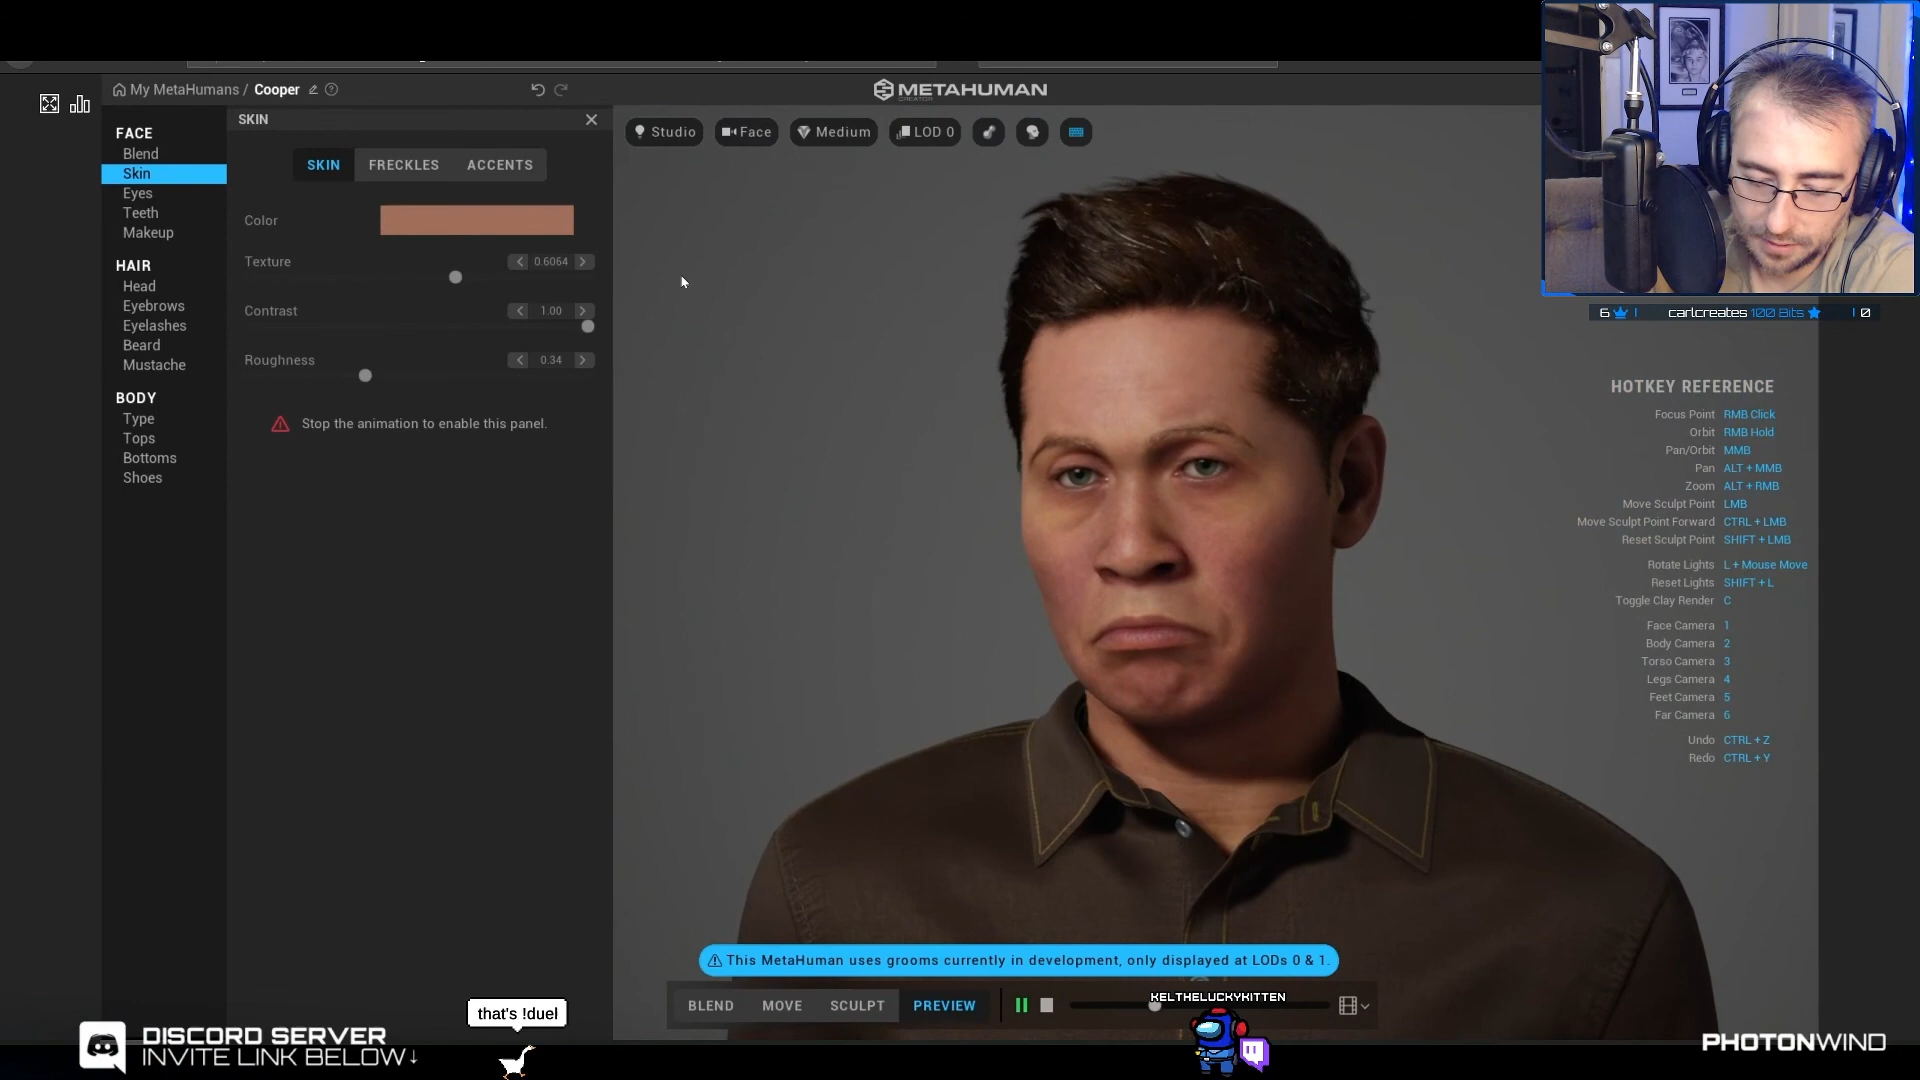 My MetaHumans / Cooper
METAHUMAN
CREATOR
FACE
Blend
Skin
Eyes
Teeth
Makeup
HAIR
Head
Eyebrows
Eyelashes
Beard
Mustache
BODY
Type
Tops
Bottoms
Shoes
SKIN
SKIN FRECKLES ACCENTS
Color
Texture 0.6064
Contrast 1.00
Roughness 0.34
Stop the animation to enable this panel.
Studio Face Medium LOD 0
6 carlcreates 100 Bits 0
HOTKEY REFERENCE
Focus Point RMB Click
Orbit RMB Hold
Pan/Orbit MMB
Pan ALT + MMB
Zoom ALT + RMB
Move Sculpt Point LMB
Move Sculpt Point Forward CTRL + LMB
Reset Sculpt Point SHIFT + LMB
Rotate Lights L + Mouse Move
Reset Lights SHIFT + L
Toggle Clay Render C
Face Camera 1
Body Camera 2
Torso Camera 3
Legs Camera 4
Feet Camera 5
Far Camera 6
Undo CTRL + Z
Redo CTRL + Y
This MetaHuman uses grooms currently in development, only displayed at LODs 0 & 1.
BLEND MOVE SCULPT PREVIEW
KELTHELUCKYKITTEN
that's !duel
DISCORD SERVER
INVITE LINK BELOW↓
PHOTONWIND